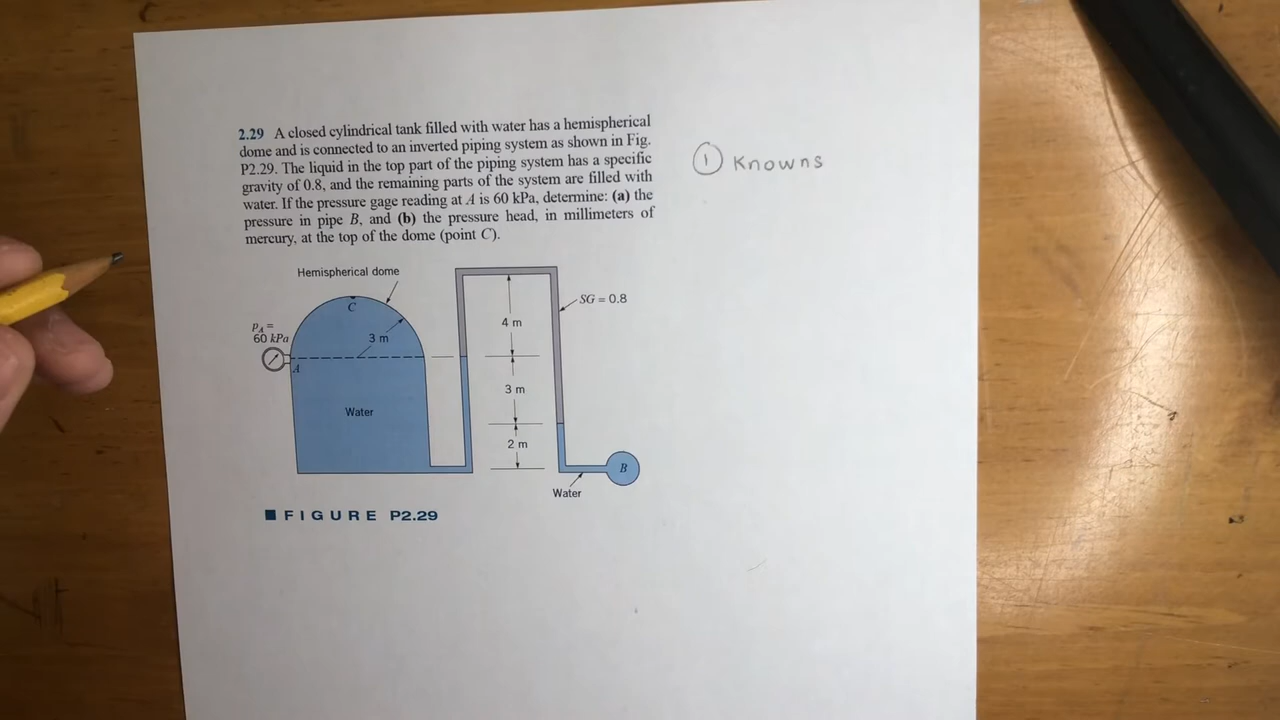 2.29 A closed cylindrical tank filled with water has a hemispherical
dome and is connected to an inverted piping system as shown in Fig.
P2.29. The liquid in the top part of the piping system has a specific
gravity of 0.8, and the remaining parts of the system are filled with
water. If the pressure gage reading at A is 60 kPa, determine: (a) the
pressure in pipe B, and (b) the pressure head, in millimeters of
mercury, at the top of the dome (point C).
① Knowns
Hemispherical dome
C
SG = 0.8
pA =
60 kPa
4 m
3 m
A
3 m
Water
2 m
B
Water
FIGURE P2.29